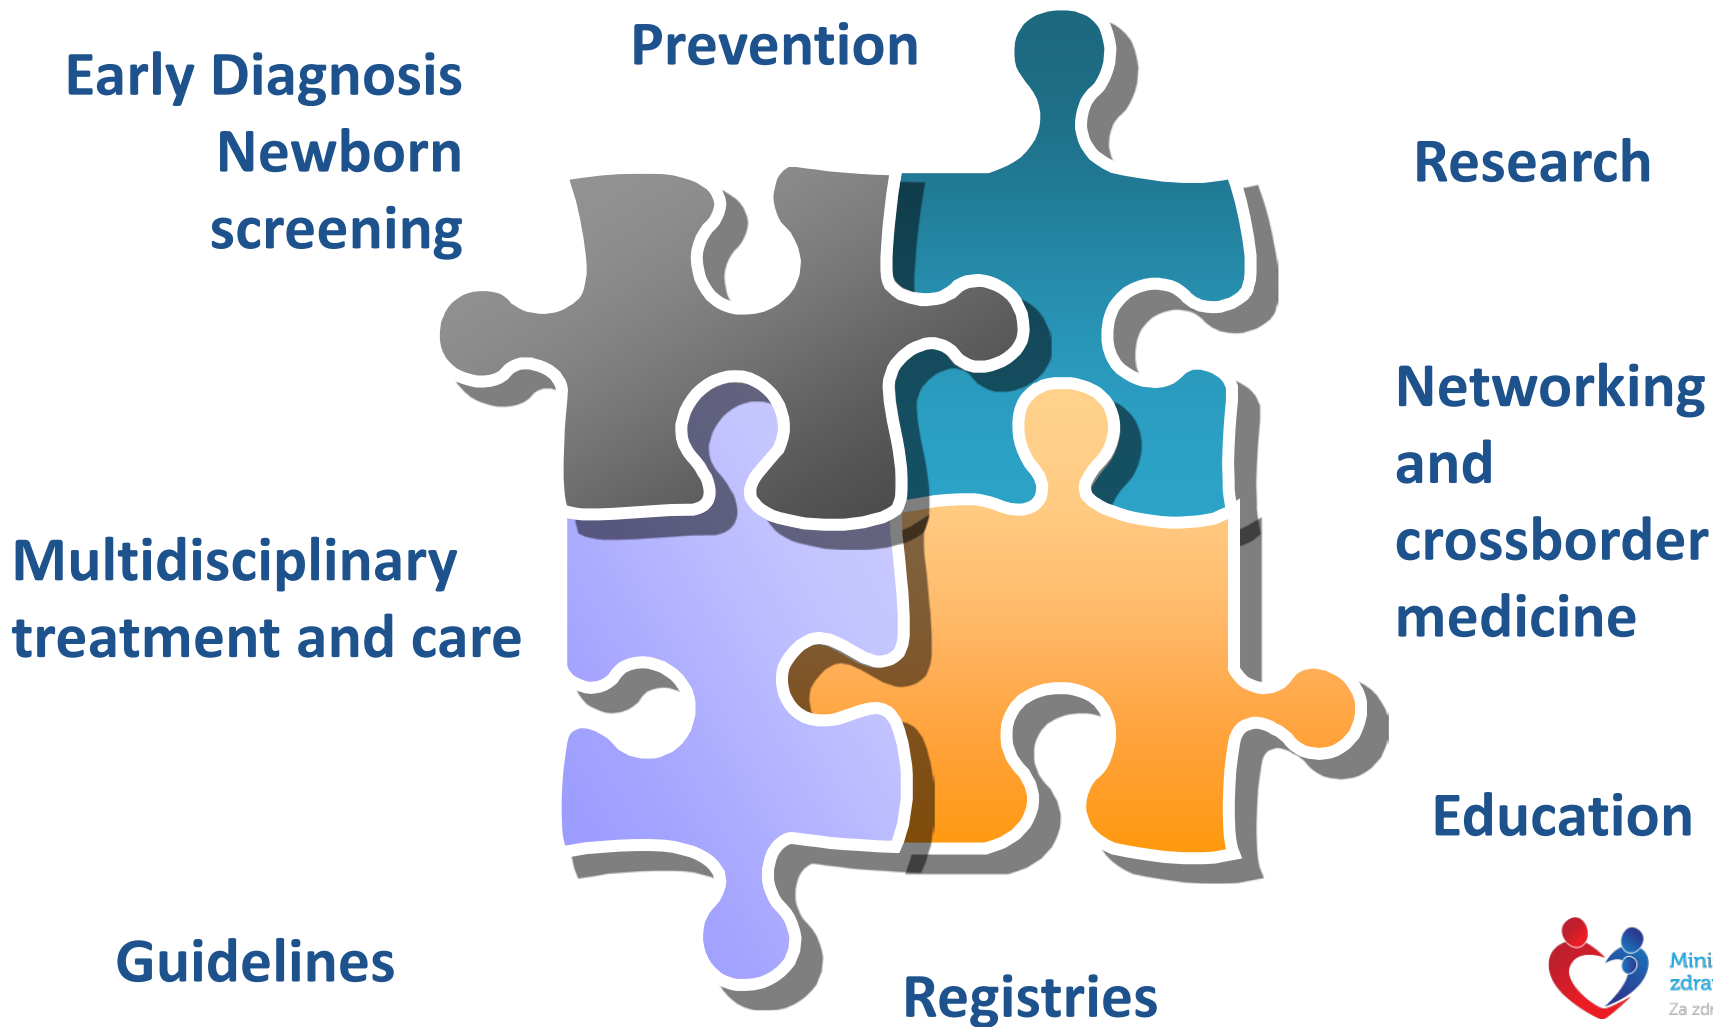 Prevention
Early Diagnosis
Newborn
screening
Research
Networking
and
crossborder
medicine
Multidisciplinary
treatment and care
Education
Guidelines
Registries